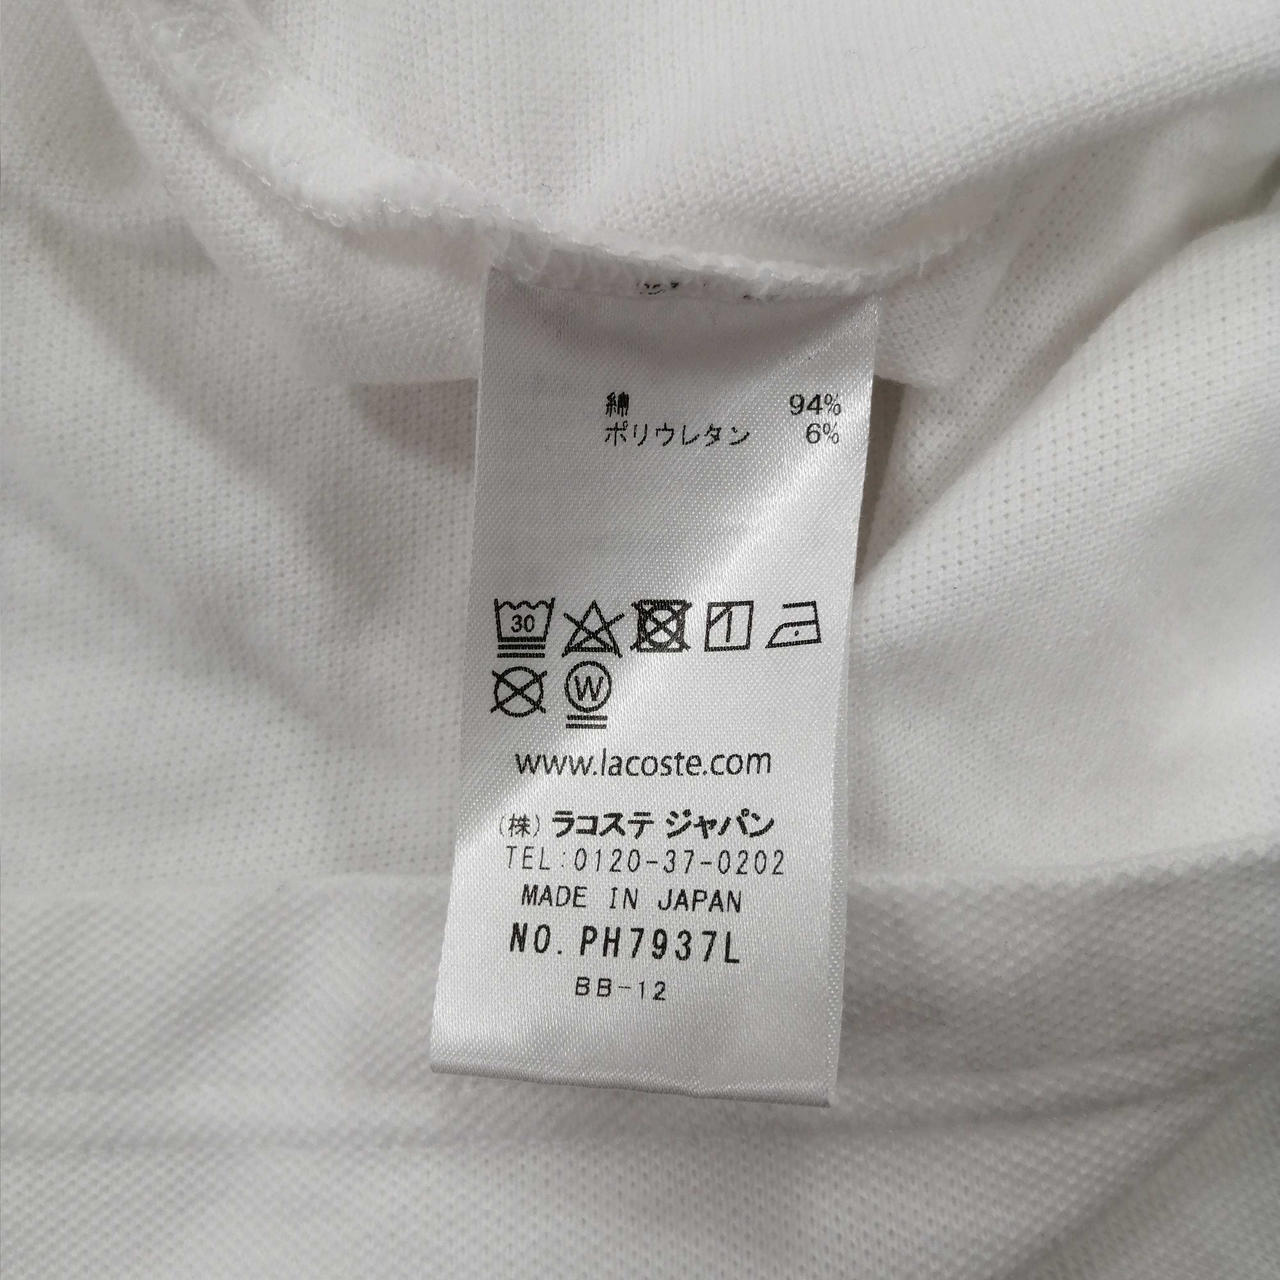 綿 94%
ポリウレタン 6%
30
W
www.lacoste.com
(株) ラコステ ジャパン
TEL:0120-37-0202
MADE IN JAPAN
NO. PH7937L
BB-12